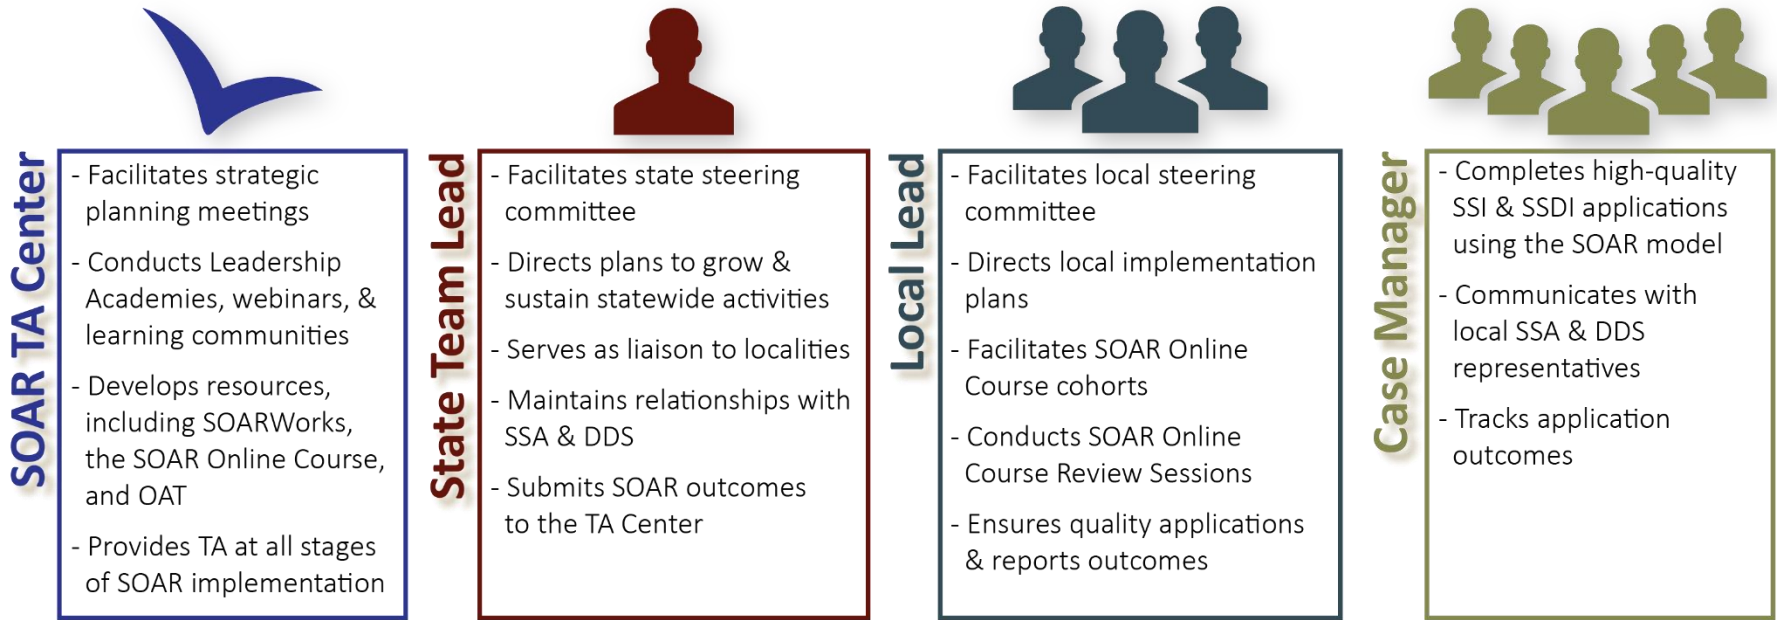 SOAR TA Center
- Facilitates strategic
planning meetings
- Conducts Leadership
Academies, webinars, &
learning communities
- Develops resources,
including SOARWorks,
the SOAR Online Course,
and OAT
- Provides TA at all stages
of SOAR implementation
State Team Lead
- Facilitates state steering
committee
- Directs plans to grow &
sustain statewide activities
- Serves as liaison to localities
- Maintains relationships with
SSA & DDS
- Submits SOAR outcomes
to the TA Center
Local Lead
- Facilitates local steering
committee
- Directs local implementation
plans
- Facilitates SOAR Online
Course cohorts
- Conducts SOAR Online
Course Review Sessions
- Ensures quality applications
& reports outcomes
Case Manager
- Completes high-quality
SSI & SSDI applications
using the SOAR model
- Communicates with
local SSA & DDS
representatives
- Tracks application
outcomes